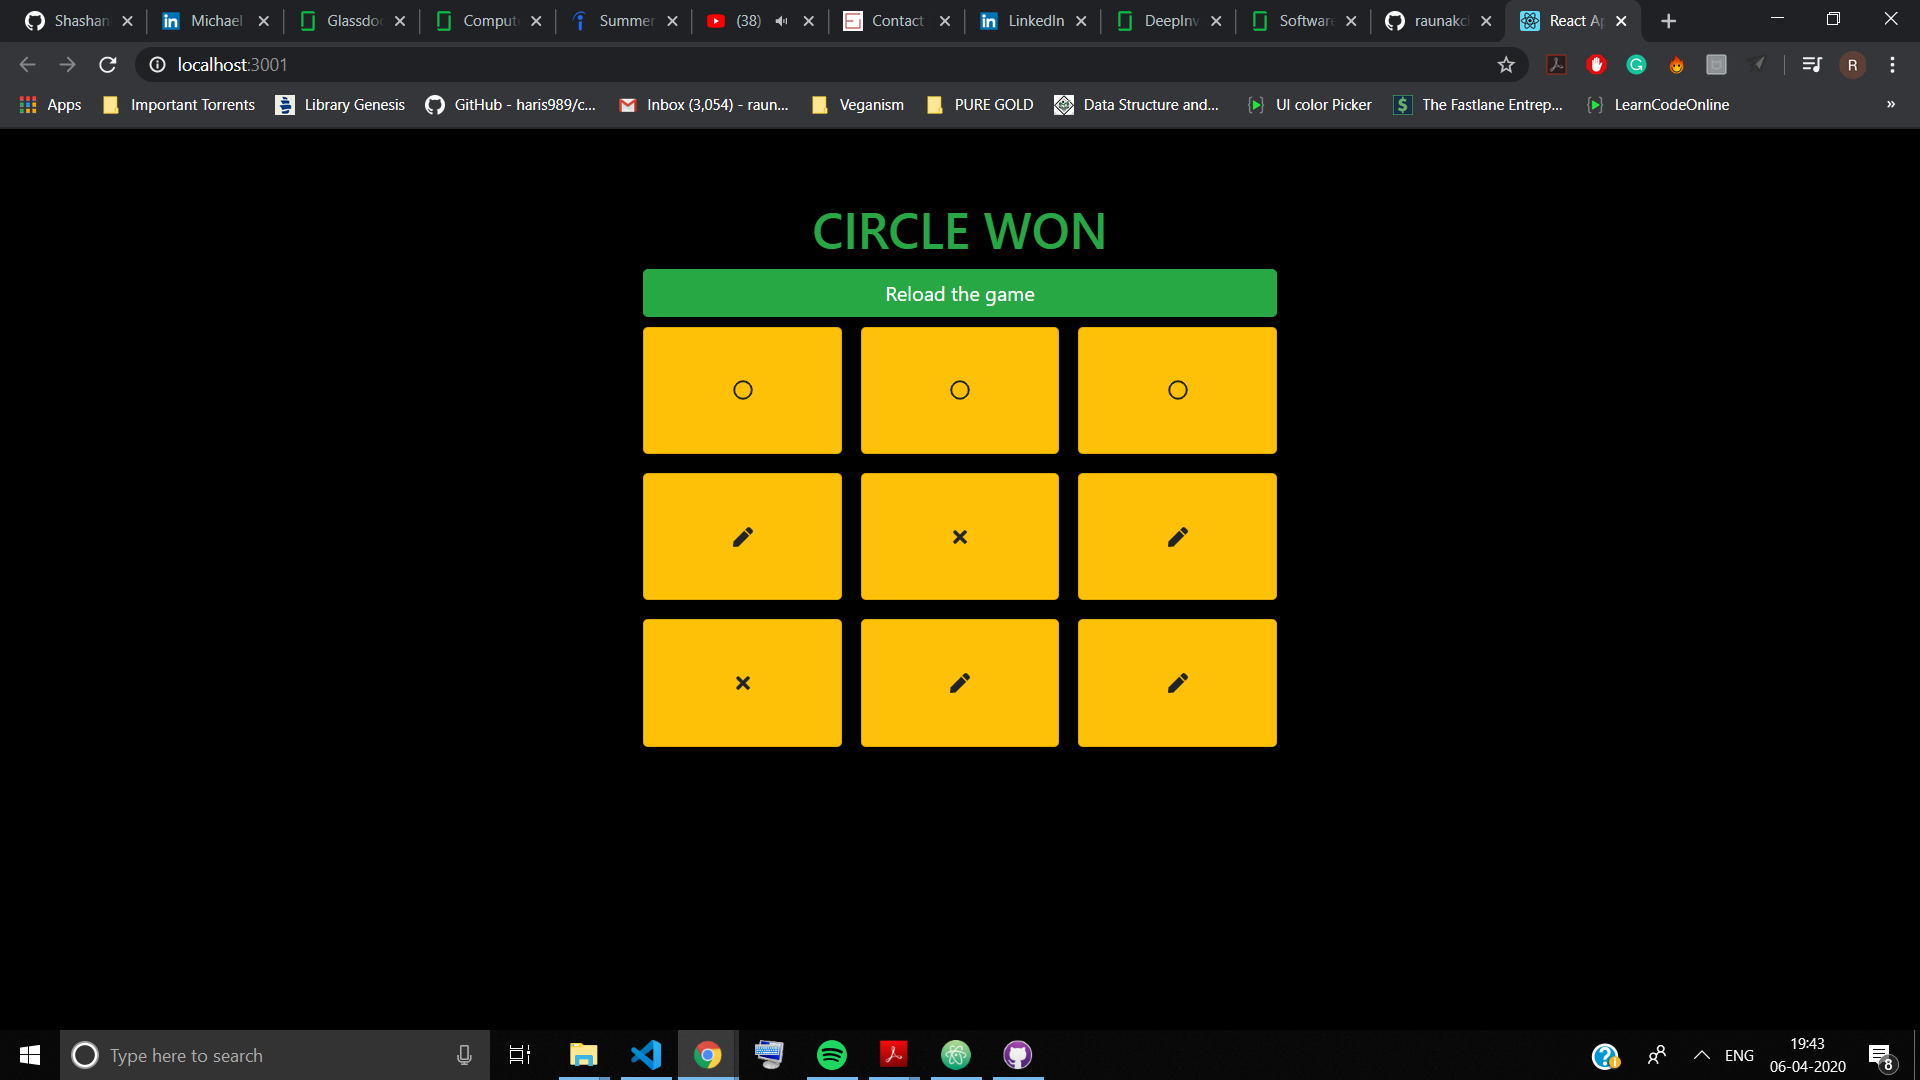 Shashan Michael Glassdo Comput Summer (38) Contact LinkedIn DeepInv Software raunakc React Ap
localhost:3001 R
Apps Important Torrents Library Genesis GitHub - haris989/c... Inbox (3,054) - raun... Veganism PURE GOLD Data Structure and... UI color Picker The Fastlane Entrep... LearnCodeOnline »
CIRCLE WON
Reload the game
Type here to search
ENG
19:43
06-04-2020
8